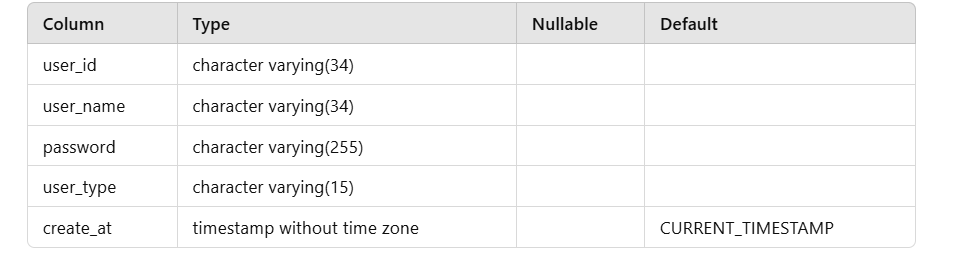 Column Type Nullable Default
user_id character varying(34)
user_name character varying(34)
password character varying(255)
user_type character varying(15)
create_at timestamp without time zone CURRENT_TIMESTAMP